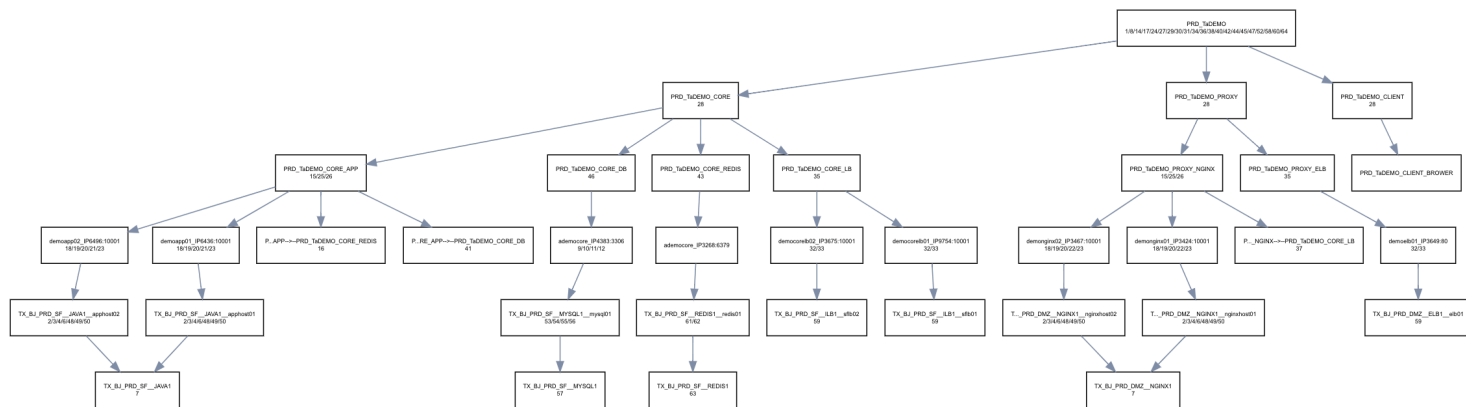 PRD_TaDEMO
1/8/14/17/24/27/29/30/31/34/36/38/40/42/44/45/47/52/58/60/64
PRD_TaDEMO_CORE
28
PRD_TaDEMO_PROXY
28
PRD_TaDEMO_CLIENT
28
PRD_TaDEMO_CORE_APP
15/25/26
PRD_TaDEMO_CORE_DB
46
PRD_TaDEMO_CORE_REDIS
43
PRD_TaDEMO_CORE_LB
35
PRD_TaDEMO_PROXY_NGINX
15/25/26
PRD_TaDEMO_PROXY_ELB
35
PRD_TaDEMO_CLIENT_BROWER
demoapp02_IP6496:10001
18/19/20/21/23
demoapp01_IP6436:10001
18/19/20/21/23
P.. APP-->--PRD_TaDEMO_CORE_REDIS
16
P...RE_APP-->--PRD_TaDEMO_CORE_DB
41
ademocore_IP4383:3306
9/10/11/12
ademocore_IP3268:6379
democorelb02_IP3675:10001
32/33
democorelb01_IP9754:10001
32/33
demonginx02_IP3467:10001
18/19/20/22/23
demonginx01_IP3424:10001
18/19/20/22/23
P..._NGINX-->--PRD_TaDEMO_CORE_LB
37
demoelb01_IP3649:80
32/33
TX_BJ_PRD_SF__JAVA1__apphost02
2/3/4/6/48/49/50
TX_BJ_PRD_SF__JAVA1__apphost01
2/3/4/6/48/49/50
TX_BJ_PRD_SF__MYSQL1__mysql01
53/54/55/56
TX_BJ_PRD_SF__REDIS1__redis01
61/62
TX_BJ_PRD_SF__ILB1__sflb02
59
TX_BJ_PRD_SF__ILB1__sflb01
59
T..._PRD_DMZ__NGINX1__nginxhost02
2/3/4/6/48/49/50
T..._PRD_DMZ__NGINX1__nginxhost01
2/3/4/6/48/49/50
TX_BJ_PRD_DMZ__ELB1__elb01
59
TX_BJ_PRD_SF__JAVA1
7
TX_BJ_PRD_SF__MYSQL1
57
TX_BJ_PRD_SF__REDIS1
63
TX_BJ_PRD_DMZ__NGINX1
7